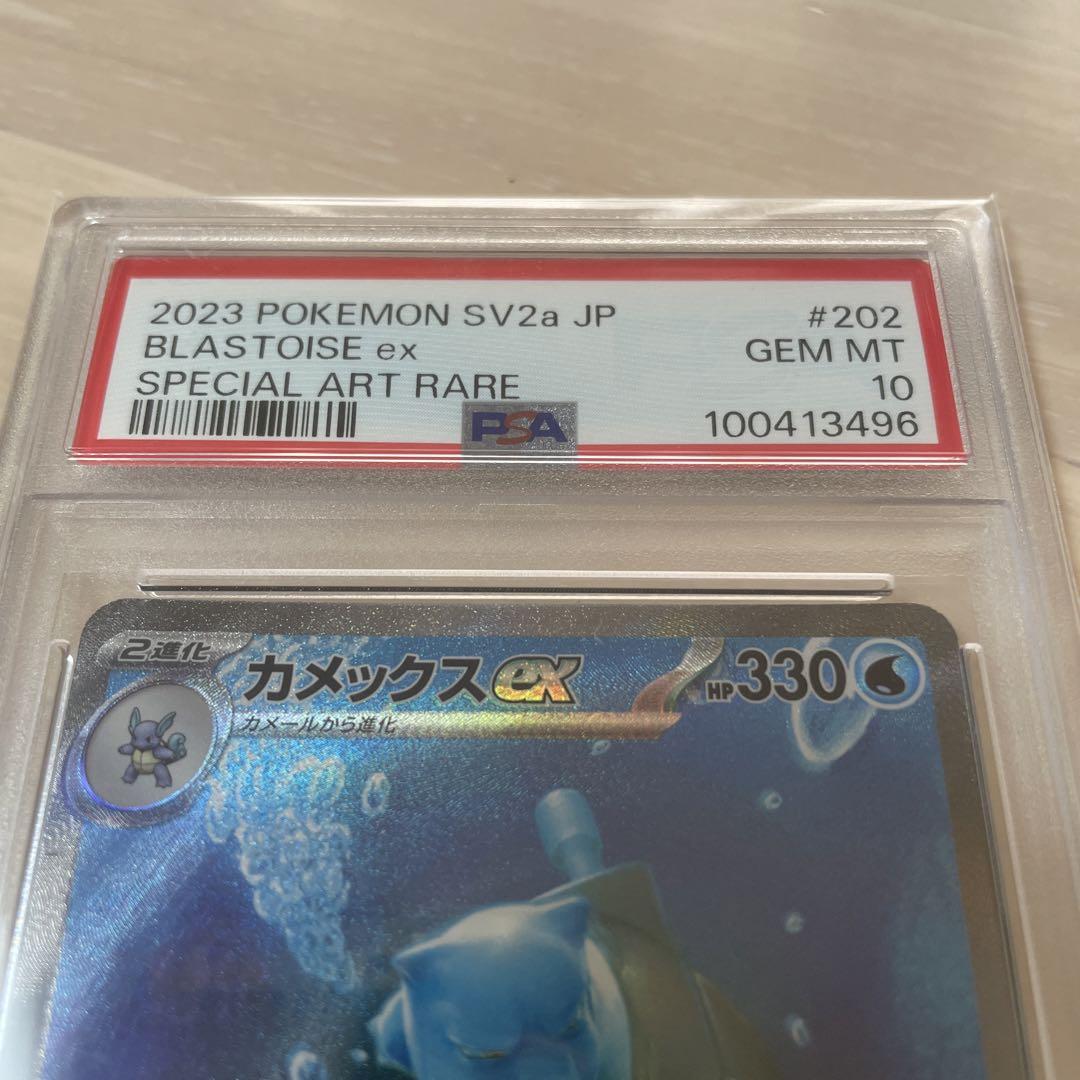 2023 POKEMON SV2a JP #202
BLASTOISE ex GEM MT
SPECIAL ART RARE 10
PSA 100413496
2進化 カメックスex HP330
カメールから進化